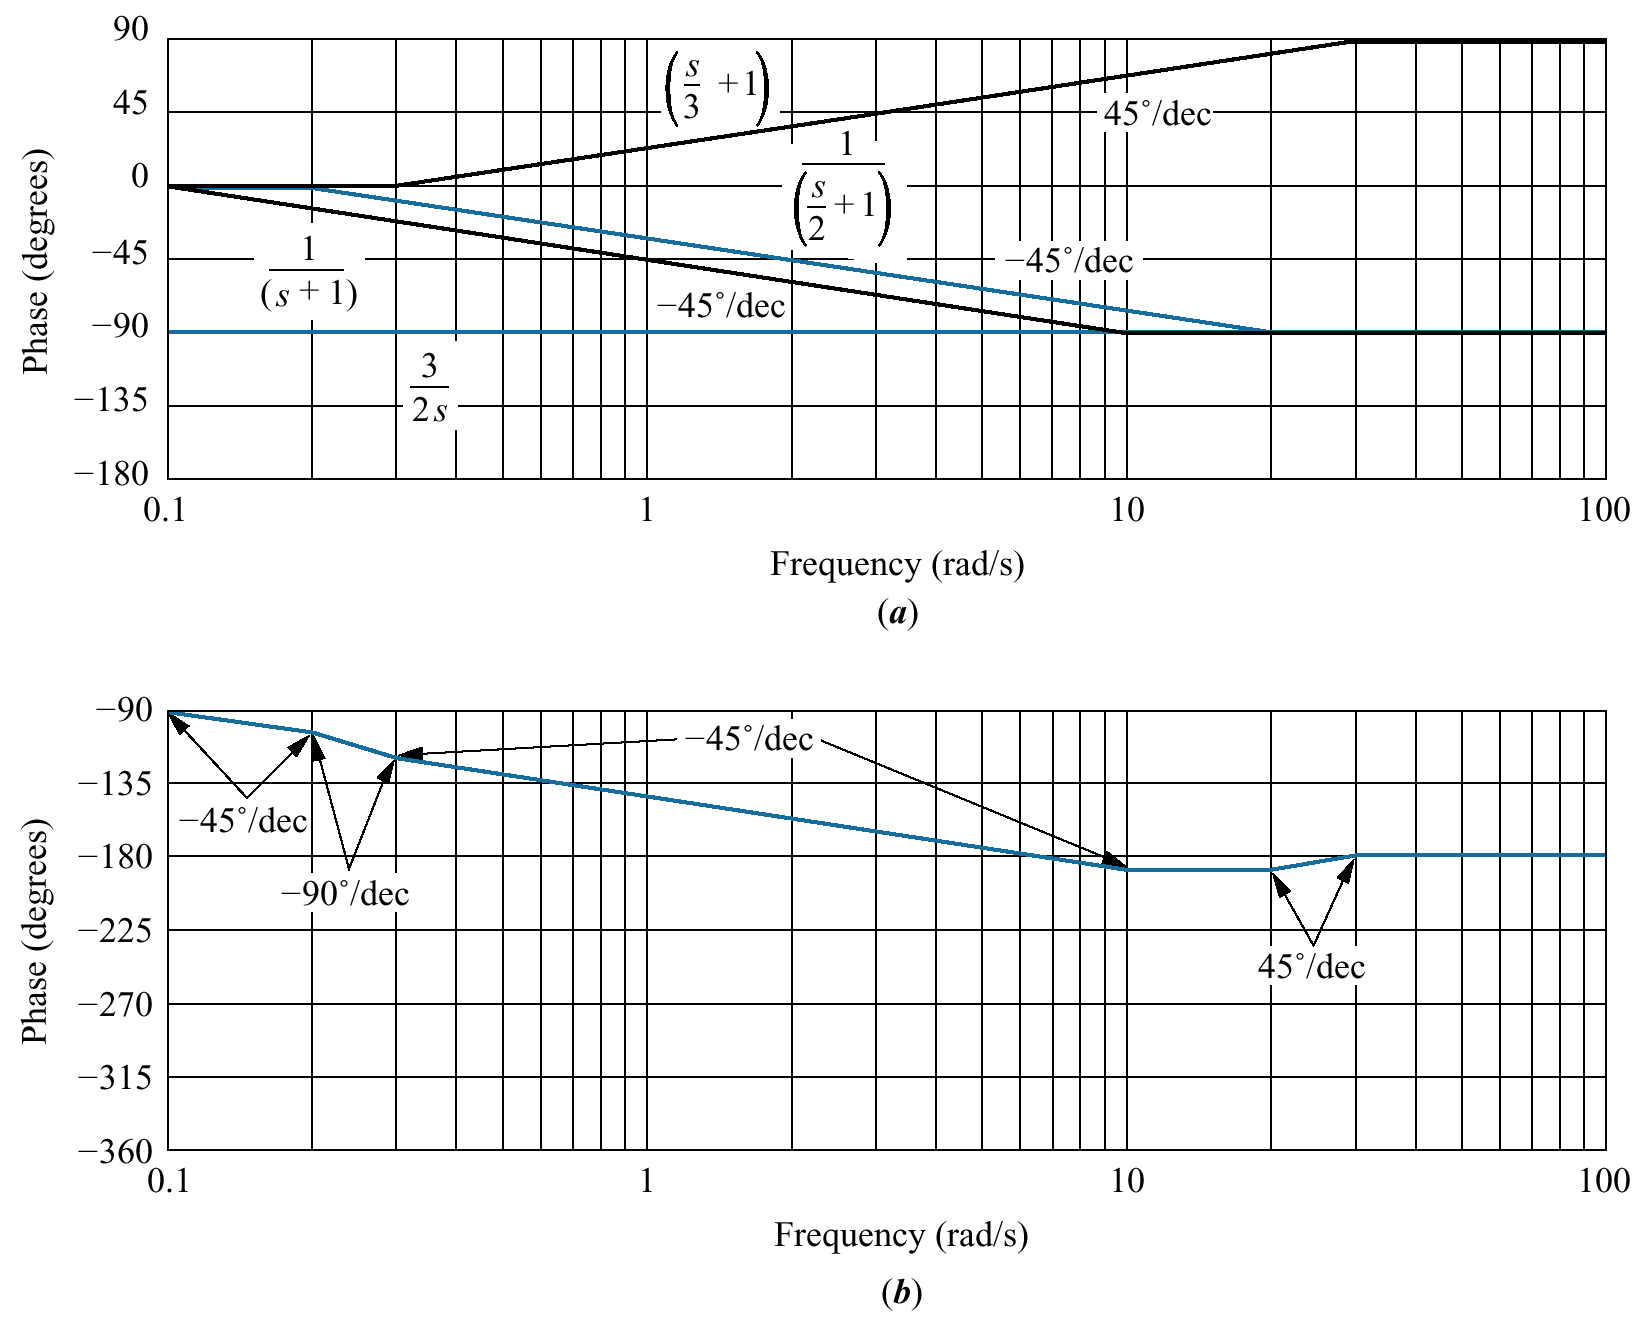 90
45
0
−45
−90
−135
−180
Phase (degrees)
(s/3 + 1)
45°/dec
1/(s/2 + 1)
−45°/dec
1/(s + 1)
−45°/dec
3/2s
0.1 1 10 100
Frequency (rad/s)
(a)
−90
−135
−180
−225
−270
−315
−360
Phase (degrees)
−45°/dec
−45°/dec
−90°/dec
45°/dec
0.1 1 10 100
Frequency (rad/s)
(b)